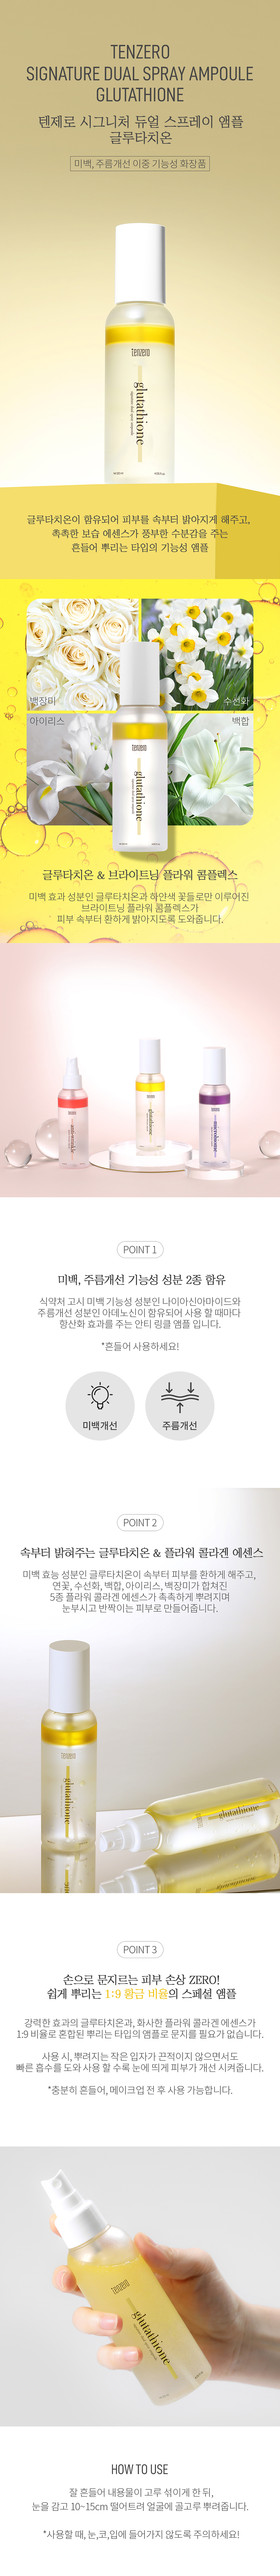 TENZERO
SIGNATURE DUAL SPRAY AMPOULE
GLUTATHIONE
텐제로 시그니처 듀얼 스프레이 앰플
글루타치온
미백, 주름개선 이중 기능성 화장품
TENZERO
glutathione
글루타치온이 함유되어 피부를 속부터 밝아지게 해주고,
촉촉한 보습 에센스가 풍부한 수분감을 주는
흔들어 뿌리는 타입의 기능성 앰플
백장미
수선화
아이리스
백합
TENZERO
glutathione
글루타치온 & 브라이트닝 플라워 콤플렉스
미백 효과 성분인 글루타치온과 하얀색 꽃들로만 이루어진
브라이트닝 플라워 콤플렉스가
피부 속부터 환하게 밝아지도록 도와줍니다.
anti-wrinkle
glutathione
microbiome
POINT 1
미백, 주름개선 기능성 성분 2종 함유
식약처 고시 미백 기능성 성분인 나이아신아마이드와
주름개선 성분인 아데노신이 함유되어 사용 할 때마다
항산화 효과를 주는 안티 링클 앰플 입니다.
*흔들어 사용하세요!
미백개선
주름개선
POINT 2
속부터 밝혀주는 글루타치온 & 플라워 콜라겐 에센스
미백 효능 성분인 글루타치온이 속부터 피부를 환하게 해주고,
연꽃, 수선화, 백합, 아이리스, 백장미가 합쳐진
5종 플라워 콜라겐 에센스가 촉촉하게 뿌려지며
눈부시고 반짝이는 피부로 만들어줍니다.
TENZERO
glutathione
glutathione
POINT 3
손으로 문지르는 피부 손상 ZERO!
쉽게 뿌리는 1:9 황금 비율의 스페셜 앰플
강력한 효과의 글루타치온과, 화사한 플라워 콜라겐 에센스가
1:9 비율로 혼합된 뿌리는 타입의 앰플로 문지를 필요가 없습니다.
사용 시, 뿌려지는 작은 입자가 끈적이지 않으면서도
빠른 흡수를 도와 사용 할 수록 눈에 띄게 피부가 개선 시켜줍니다.
*충분히 흔들어, 메이크업 전 후 사용 가능합니다.
TENZERO
glutathione
HOW TO USE
잘 흔들어 내용물이 고루 섞이게 한 뒤,
눈을 감고 10~15cm 떨어트려 얼굴에 골고루 뿌려줍니다.
*사용할 때, 눈,코,입에 들어가지 않도록 주의하세요!